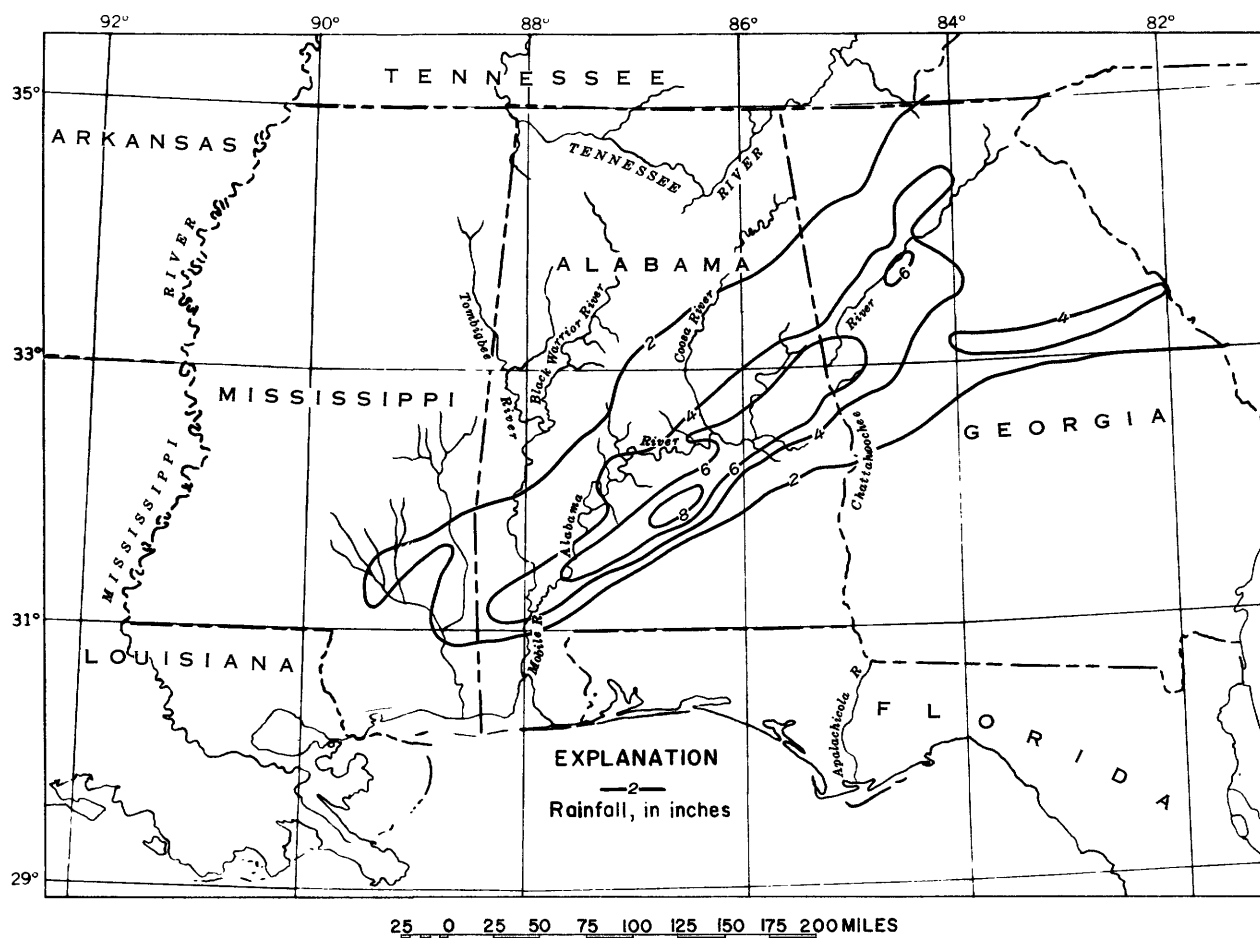 92° 90° 88° 86° 84° 82°
TENNESSEE
35°
ARKANSAS
TENNESSEE RIVER
RIVER
ALABAMA
6
River
Tombigbee
Black Warrior River
Coosa River
2
4
33°
MISSISSIPPI
River
4
GEORGIA
River
4
Chattahoochee
6
6
2
8
MISSISSIPPI
Alabama
31°
Mobile R.
LOUISIANA
Apalachicola R
FLORIDA
EXPLANATION
2
Rainfall, in inches
29°
25 0 25 50 75 100 125 150 175 200 MILES